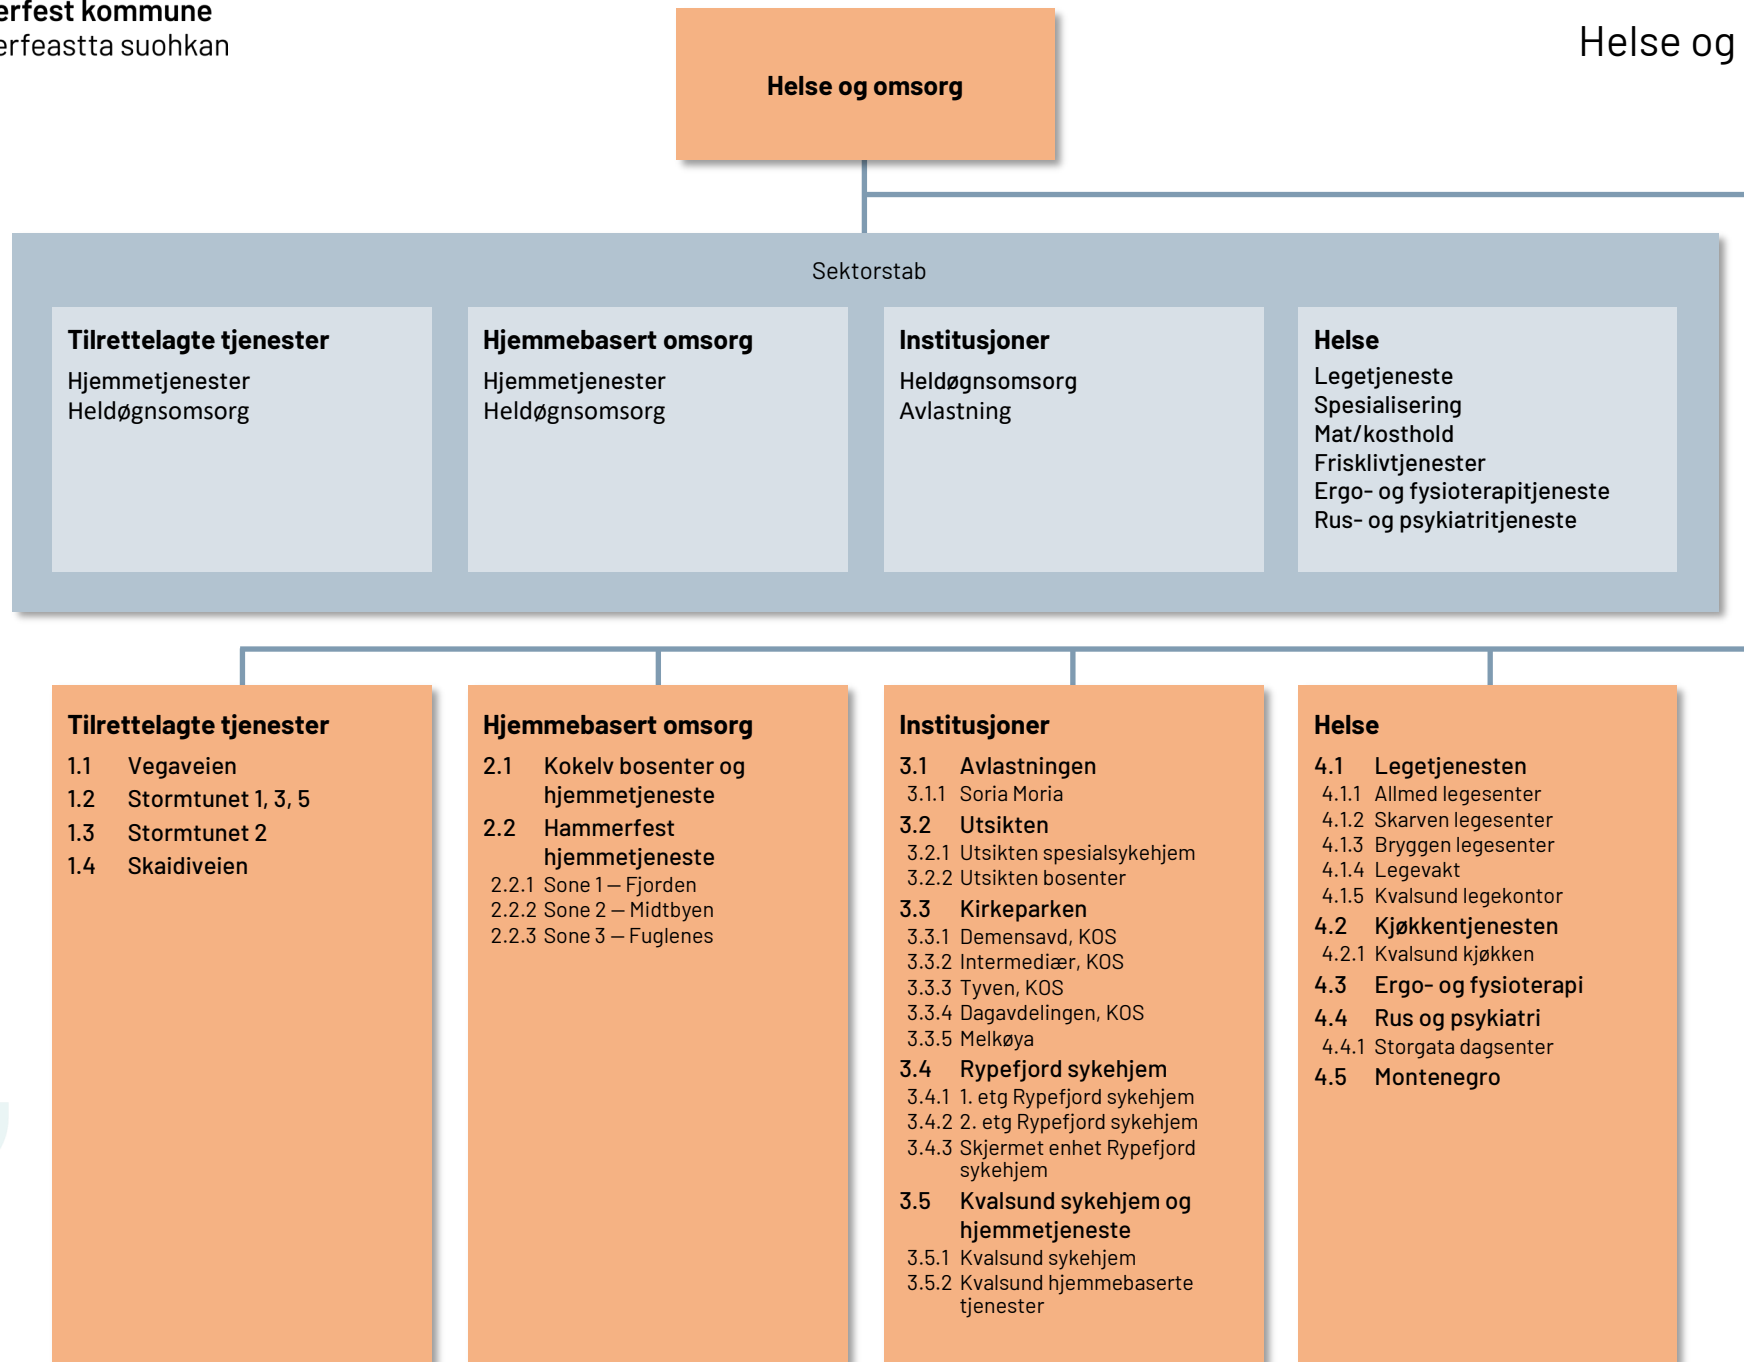 erfest kommune
erfeastta suohkan
Helse og
Helse og omsorg
Sektorstab
Tilrettelagte tjenester
Hjemmetjenester
Heldøgnsomsorg
Hjemmebasert omsorg
Hjemmetjenester
Heldøgnsomsorg
Institusjoner
Heldøgnsomsorg
Avlastning
Helse
Legetjeneste
Spesialisering
Mat/kosthold
Frisklivtjenester
Ergo- og fysioterapitjeneste
Rus- og psykiatritjeneste
Tilrettelagte tjenester
1.1 Vegaveien
1.2 Stormtunet 1, 3, 5
1.3 Stormtunet 2
1.4 Skaidiveien
Hjemmebasert omsorg
2.1 Kokelv bosenter og
hjemmetjeneste
2.2 Hammerfest
hjemmetjeneste
2.2.1 Sone 1 – Fjorden
2.2.2 Sone 2 – Midtbyen
2.2.3 Sone 3 – Fuglenes
Institusjoner
3.1 Avlastningen
3.1.1 Soria Moria
3.2 Utsikten
3.2.1 Utsikten spesialsykehjem
3.2.2 Utsikten bosenter
3.3 Kirkeparken
3.3.1 Demensavd, KOS
3.3.2 Intermediær, KOS
3.3.3 Tyven, KOS
3.3.4 Dagavdelingen, KOS
3.3.5 Melkøya
3.4 Rypefjord sykehjem
3.4.1 1. etg Rypefjord sykehjem
3.4.2 2. etg Rypefjord sykehjem
3.4.3 Skjermet enhet Rypefjord
sykehjem
3.5 Kvalsund sykehjem og
hjemmetjeneste
3.5.1 Kvalsund sykehjem
3.5.2 Kvalsund hjemmebaserte
tjenester
Helse
4.1 Legetjenesten
4.1.1 Allmed legesenter
4.1.2 Skarven legesenter
4.1.3 Bryggen legesenter
4.1.4 Legevakt
4.1.5 Kvalsund legekontor
4.2 Kjøkkentjenesten
4.2.1 Kvalsund kjøkken
4.3 Ergo- og fysioterapi
4.4 Rus og psykiatri
4.4.1 Storgata dagsenter
4.5 Montenegro